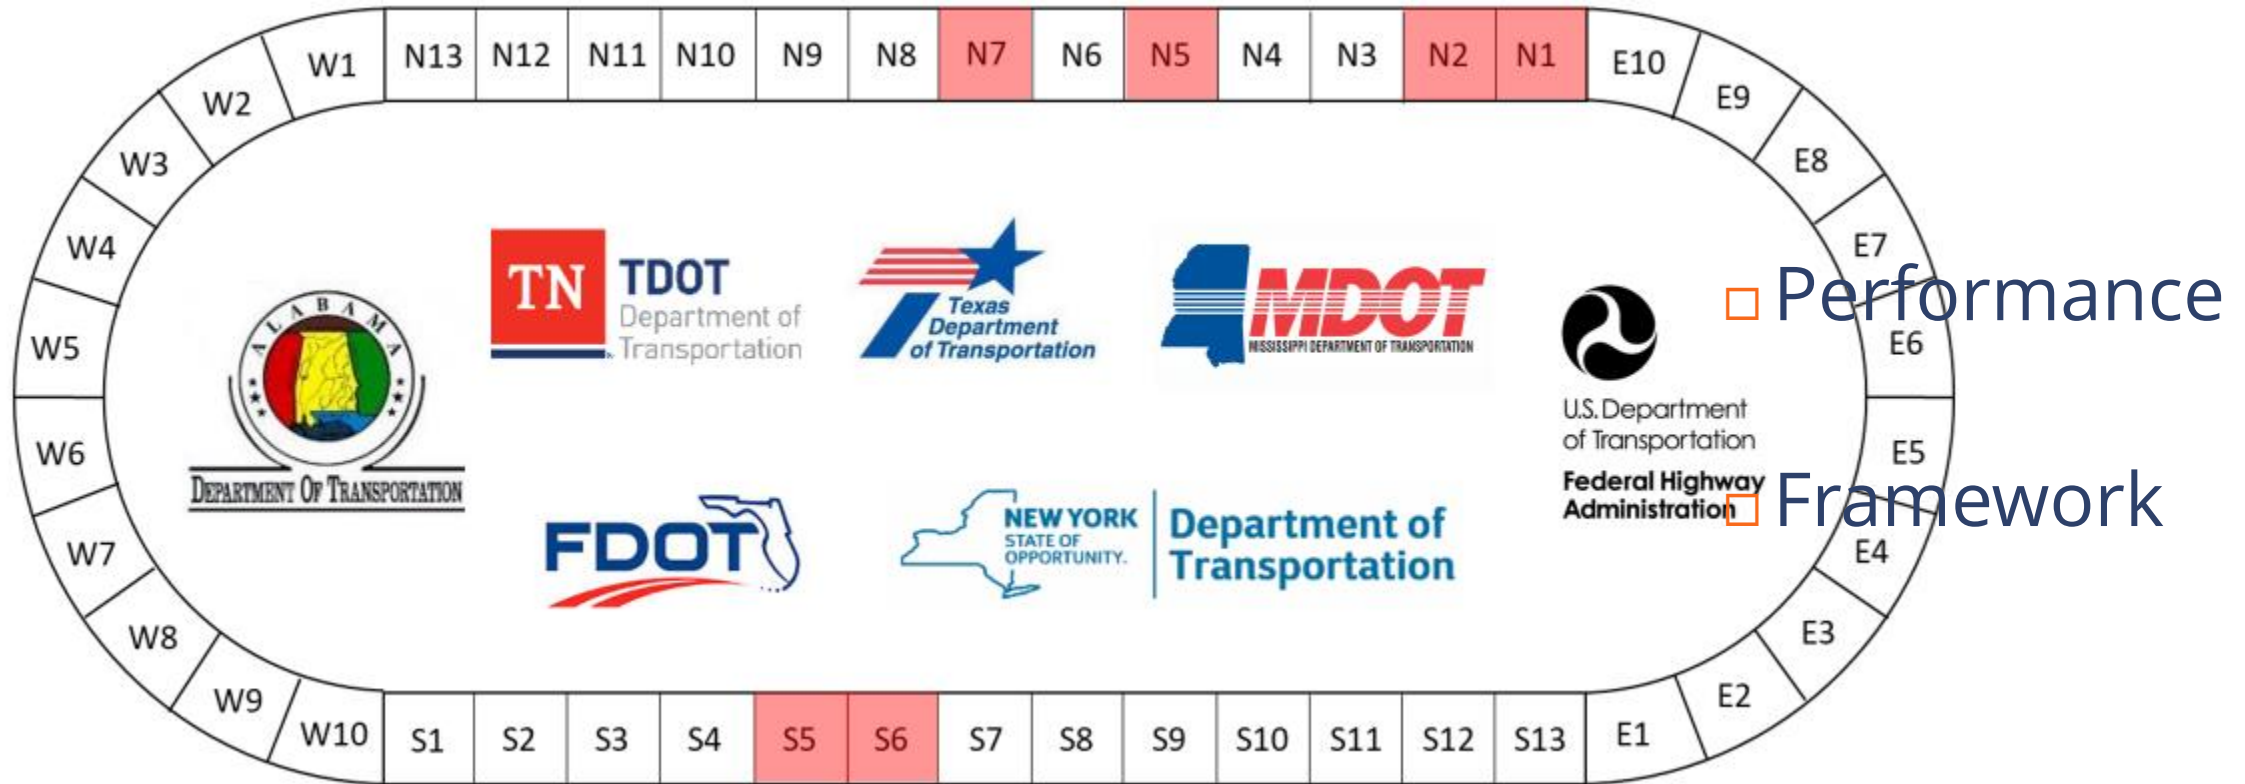 W1 N13 N12 N11 N10 N9 N8 N7 N6 N5 N4 N3 N2 N1 E10
W2 E9
W3 E8
W4 E7
W5 E6
W6 E5
W7 E4
W8 E3
W9 E2
W10 S1 S2 S3 S4 S5 S6 S7 S8 S9 S10 S11 S12 S13 E1
ALABAMA
DEPARTMENT OF TRANSPORTATION
TN
TDOT
Department of
Transportation
Texas
Department
of Transportation
MDOT
MISSISSIPPI DEPARTMENT OF TRANSPORTATION
U.S. Department
of Transportation
Federal Highway
Administration
FDOT
NEW YORK
STATE OF
OPPORTUNITY.
Department of
Transportation
Performance
Framework